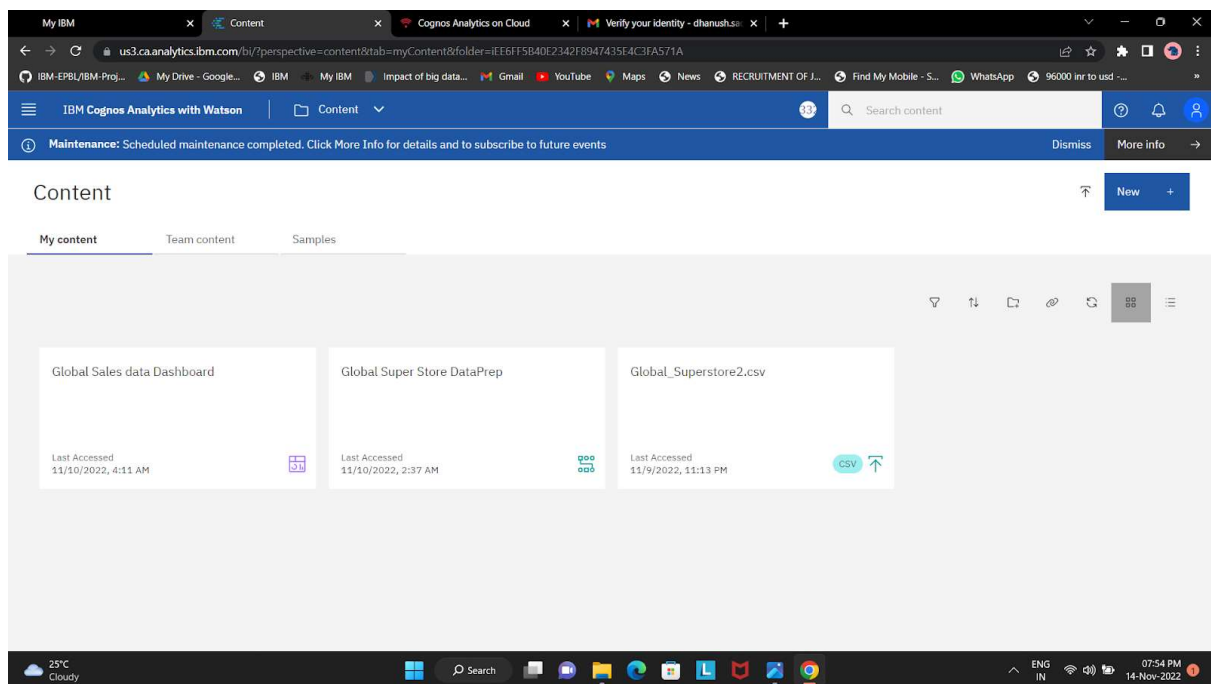 My IBM
Content
Cognos Analytics on Cloud
Verify your identity - dhanush.sa
us3.ca.analytics.ibm.com/bi/?perspective=content&tab=myContent&folder=iEE6FF5B40E2342F8947435E4C3FA571A
IBM-EPBL/IBM-Proj... My Drive - Google... IBM My IBM Impact of big data... Gmail YouTube Maps News RECRUITMENT OF J... Find My Mobile - S... WhatsApp 96000 inr to usd -... »
IBM Cognos Analytics with Watson Content Search content
Maintenance: Scheduled maintenance completed. Click More Info for details and to subscribe to future events Dismiss More info
Content New +
My content Team content Samples
Global Sales data Dashboard
Last Accessed
11/10/2022, 4:11 AM
Global Super Store DataPrep
Last Accessed
11/10/2022, 2:37 AM
Global_Superstore2.csv
Last Accessed
11/9/2022, 11:13 PM
CSV
25°C
Cloudy
Search
ENG
IN
07:54 PM
14-Nov-2022
1